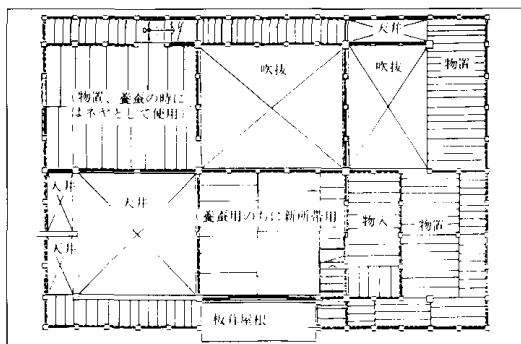 天井
吹抜
吹抜
物置
（物置、養蚕の時に
はネヤとして使用）
天井
天井
天井
（養蚕用のちに新所帯用）
物入
物置
板葺屋根